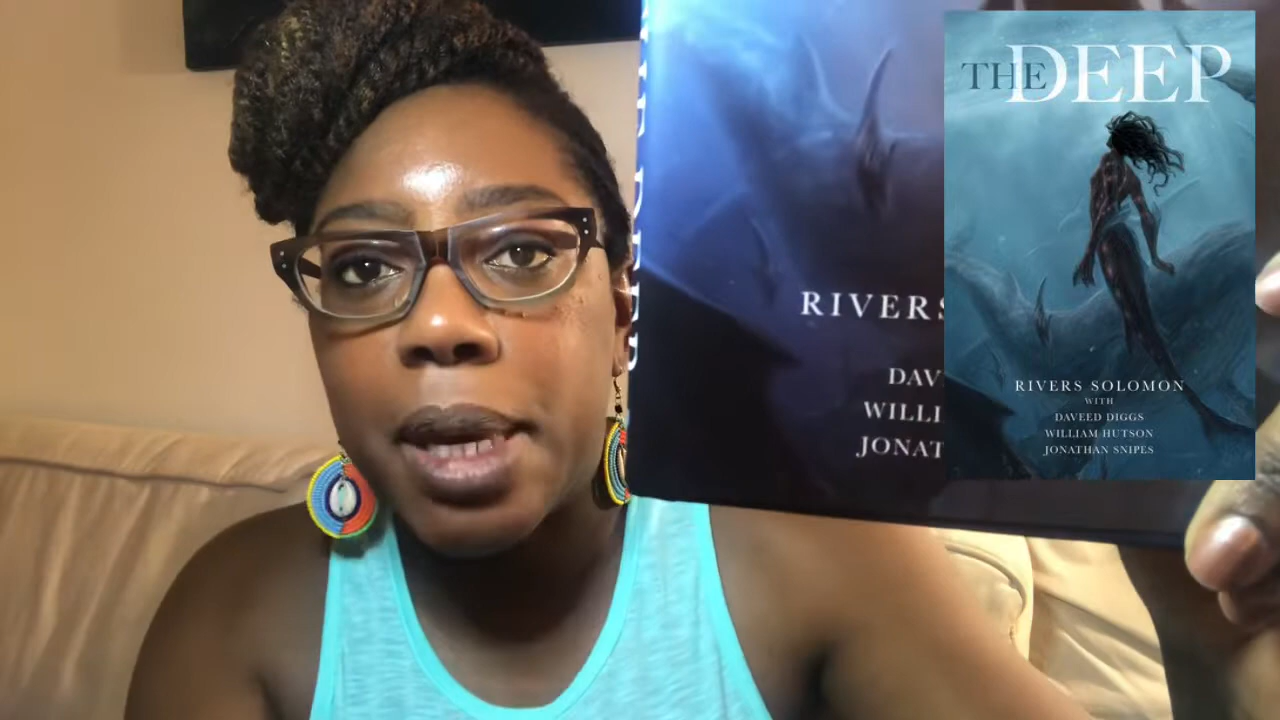 RIVERS
DAV
WILLI
JONAT
THE DEEP
RIVERS SOLOMON
WITH
DAVEED DIGGS
WILLIAM HUTSON
JONATHAN SNIPES